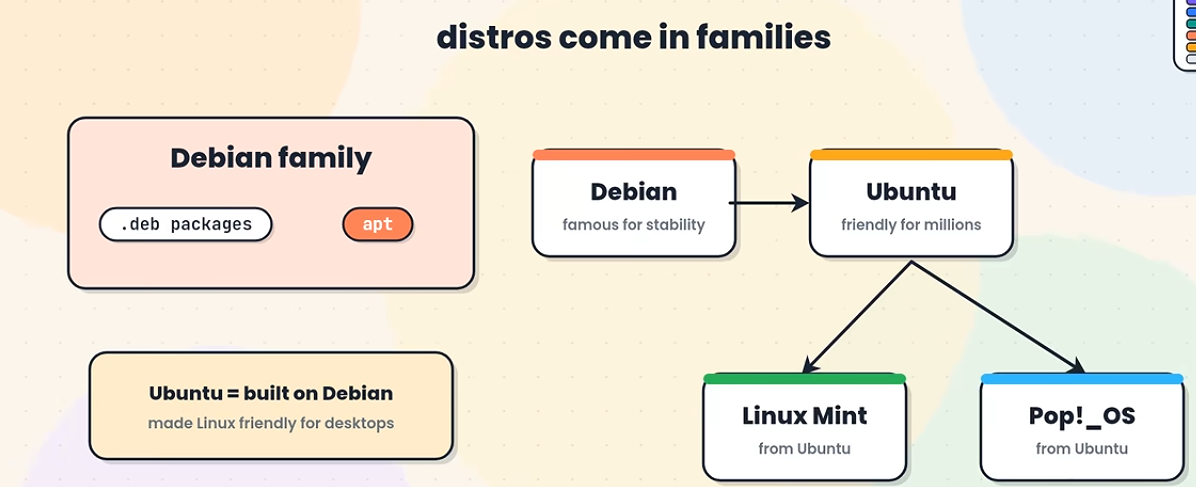 distros come in families
Debian family
.deb packages
apt
Debian
famous for stability
Ubuntu
friendly for millions
Ubuntu = built on Debian
made Linux friendly for desktops
Linux Mint
from Ubuntu
Pop!_OS
from Ubuntu